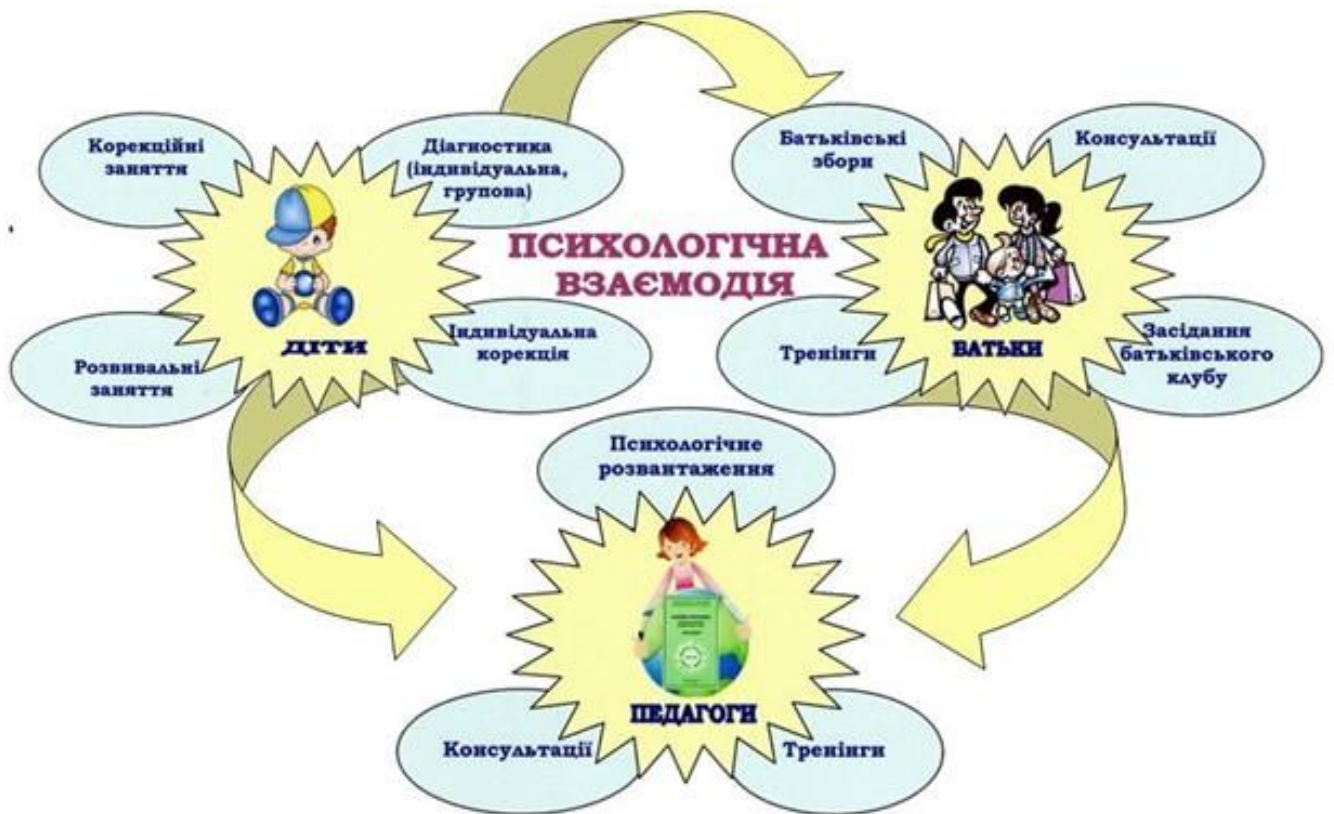 Корекційні
заняття
Діагностика
(індивідуальна,
групова)
Батьківські
збори
Консультації
ПСИХОЛОГІЧНА
ВЗАЄМОДІЯ
ДІТИ
Розвивальні
заняття
Індивідуальна
корекція
Тренінги
БАТЬКИ
Засідання
батьківського
клубу
Психологічне
розвантаження
ПЕДАГОГИ
Консультації
Тренінги